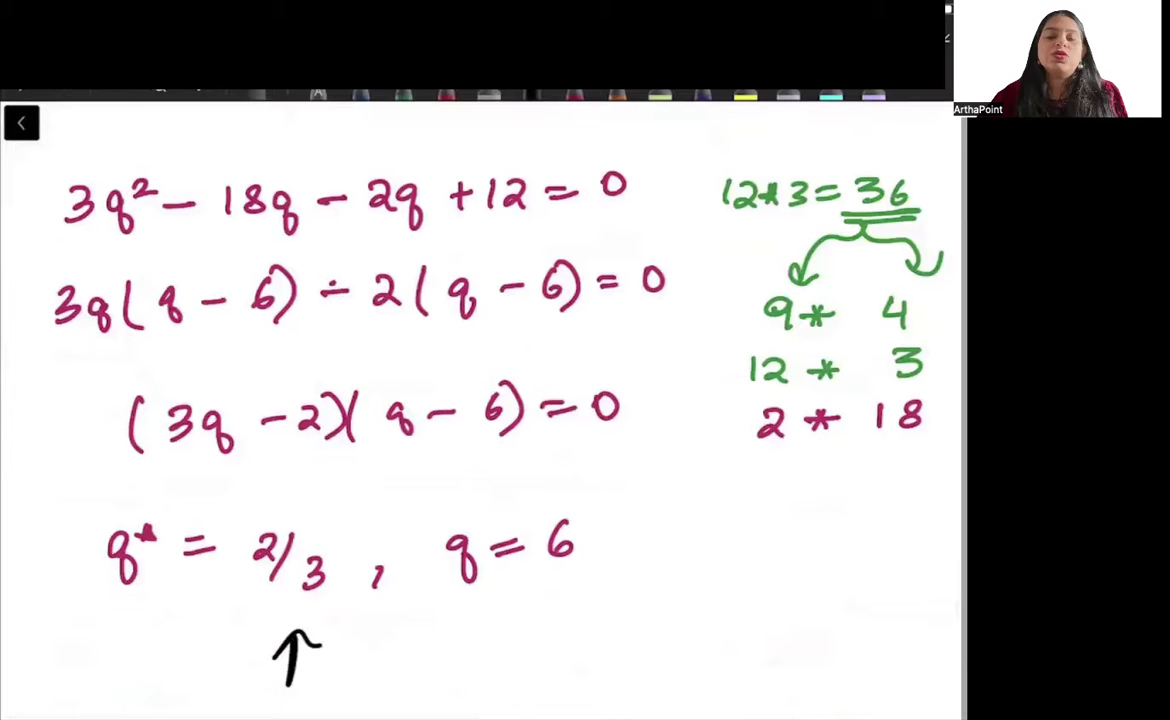 ArthaPoint
3q² - 18q - 2q + 12 = 0
3q(q - 6) - 2(q - 6) = 0
(3q - 2)(q - 6) = 0
q* = 2/3, q = 6
12*3 = 36
9* 4
12 * 3
2 * 18